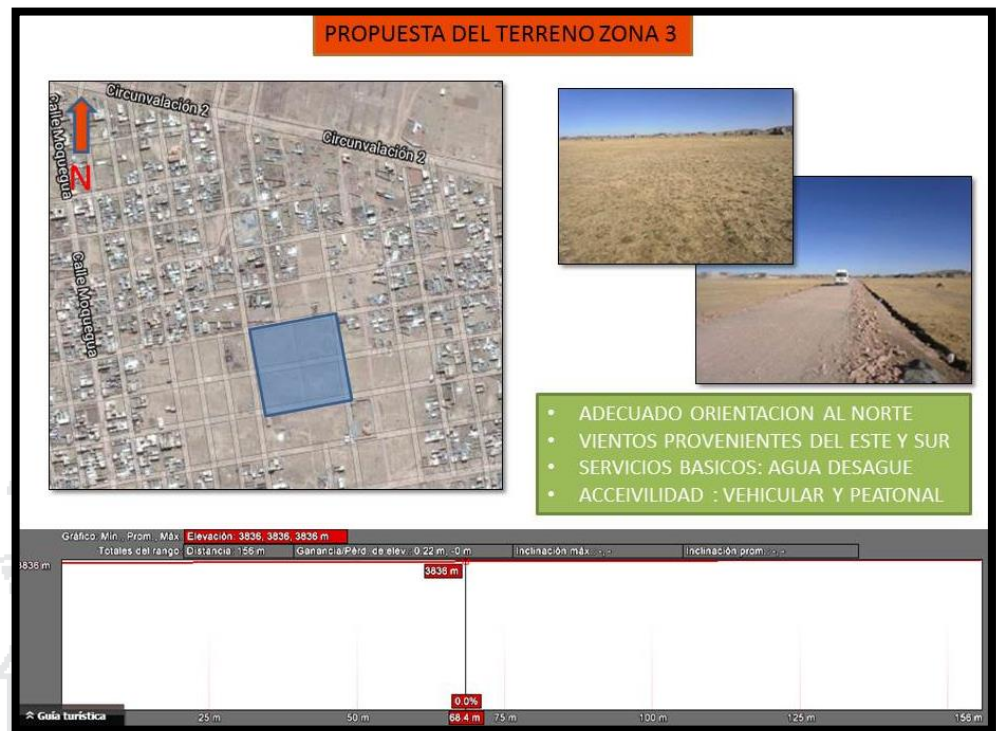 PROPUESTA DEL TERRENO ZONA 3
Circunvalación 2
Circunvalación 2
Calle Moquegua
N
Calle Moquegua
• ADECUADO ORIENTACION AL NORTE
• VIENTOS PROVENIENTES DEL ESTE Y SUR
• SERVICIOS BASICOS: AGUA DESAGUE
• ACCEIVILIDAD : VEHICULAR Y PEATONAL
Gráfico: Mín., Prom., Máx. Elevación: 3836, 3836, 3836 m
Totales del rango: Distancia: 156 m Ganancia/Pérd. de elev.: 0.22 m, -0 m Inclinación máx.: -, - Inclinación prom.: -, -
3836 m
3836 m
0.0%
Guía turística 25 m 50 m 68.4 m 75 m 100 m 125 m 156 m